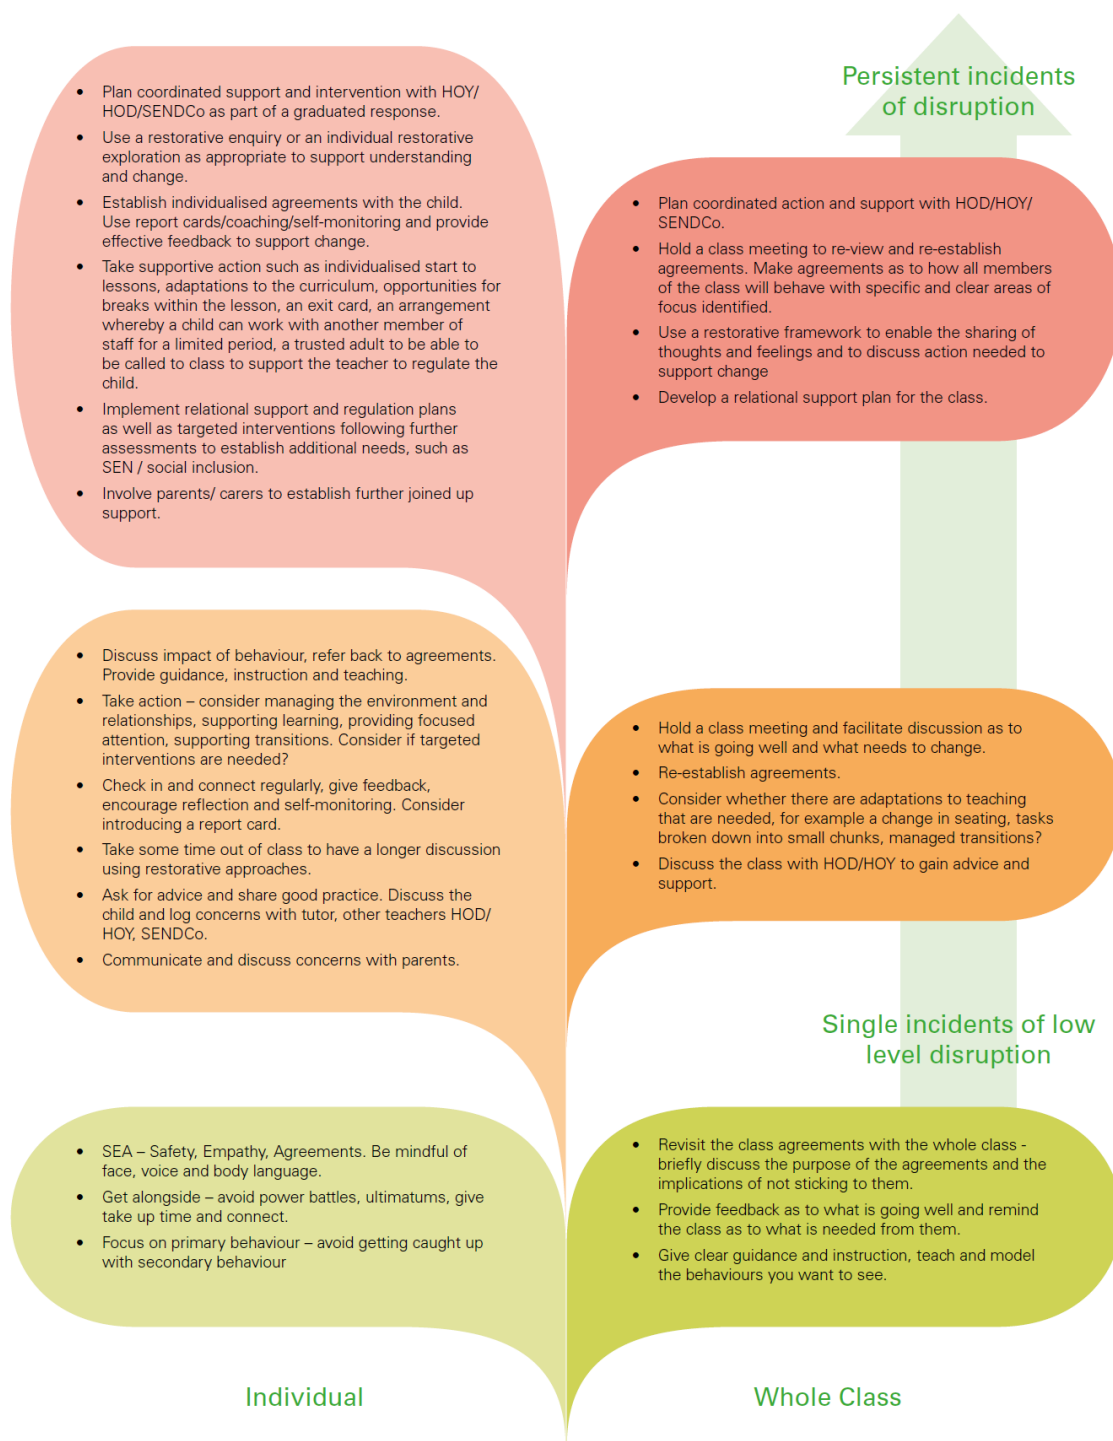 Persistent incidents
of disruption
• Plan coordinated support and intervention with HOY/
HOD/SENDCo as part of a graduated response.
• Use a restorative enquiry or an individual restorative
exploration as appropriate to support understanding
and change.
• Establish individualised agreements with the child.
Use report cards/coaching/self-monitoring and provide
effective feedback to support change.
• Take supportive action such as individualised start to
lessons, adaptations to the curriculum, opportunities for
breaks within the lesson, an exit card, an arrangement
whereby a child can work with another member of
staff for a limited period, a trusted adult to be able to
be called to class to support the teacher to regulate the
child.
• Implement relational support and regulation plans
as well as targeted interventions following further
assessments to establish additional needs, such as
SEN / social inclusion.
• Involve parents/ carers to establish further joined up
support.
• Plan coordinated action and support with HOD/HOY/
SENDCo.
• Hold a class meeting to re-view and re-establish
agreements. Make agreements as to how all members
of the class will behave with specific and clear areas of
focus identified.
• Use a restorative framework to enable the sharing of
thoughts and feelings and to discuss action needed to
support change
• Develop a relational support plan for the class.
• Discuss impact of behaviour, refer back to agreements.
Provide guidance, instruction and teaching.
• Take action – consider managing the environment and
relationships, supporting learning, providing focused
attention, supporting transitions. Consider if targeted
interventions are needed?
• Check in and connect regularly, give feedback,
encourage reflection and self-monitoring. Consider
introducing a report card.
• Take some time out of class to have a longer discussion
using restorative approaches.
• Ask for advice and share good practice. Discuss the
child and log concerns with tutor, other teachers HOD/
HOY, SENDCo.
• Communicate and discuss concerns with parents.
• Hold a class meeting and facilitate discussion as to
what is going well and what needs to change.
• Re-establish agreements.
• Consider whether there are adaptations to teaching
that are needed, for example a change in seating, tasks
broken down into small chunks, managed transitions?
• Discuss the class with HOD/HOY to gain advice and
support.
Single incidents of low
level disruption
• SEA – Safety, Empathy, Agreements. Be mindful of
face, voice and body language.
• Get alongside – avoid power battles, ultimatums, give
take up time and connect.
• Focus on primary behaviour – avoid getting caught up
with secondary behaviour
• Revisit the class agreements with the whole class -
briefly discuss the purpose of the agreements and the
implications of not sticking to them.
• Provide feedback as to what is going well and remind
the class as to what is needed from them.
• Give clear guidance and instruction, teach and model
the behaviours you want to see.
Individual
Whole Class